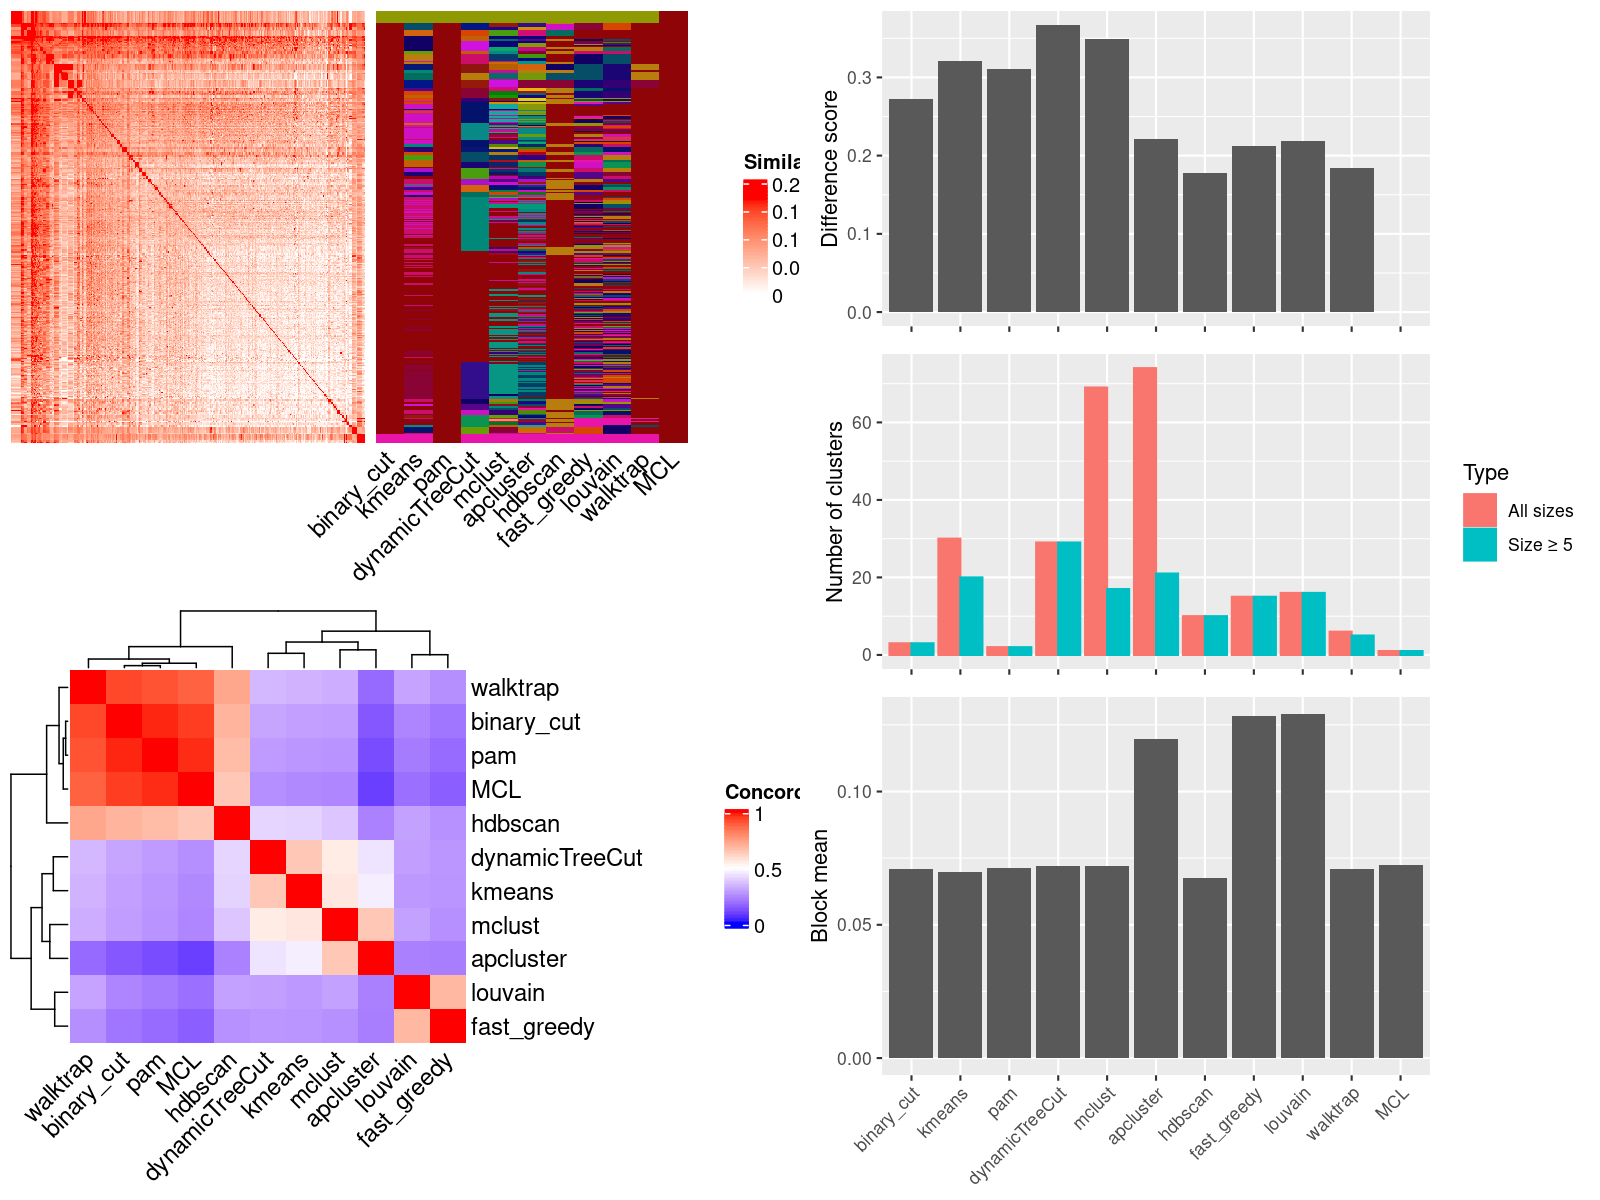 Simila
0.2
0.1
0.1
0.0
0
binary_cut
kmeans
pam
dynamicTreeCut
mclust
apcluster
hdbscan
fast_greedy
louvain
walktrap
MCL
walktrap
binary_cut
pam
MCL
hdbscan
dynamicTreeCut
kmeans
mclust
apcluster
louvain
fast_greedy
walktrap
binary_cut
pam
MCL
hdbscan
dynamicTreeCut
kmeans
mclust
apcluster
louvain
fast_greedy
Concord
1
0.5
0
Difference score
0.3
0.2
0.1
0.0
Number of clusters
60
40
20
0
Type
All sizes
Size ≥ 5
Block mean
0.10
0.05
0.00
binary_cut
kmeans
pam
dynamicTreeCut
mclust
apcluster
hdbscan
fast_greedy
louvain
walktrap
MCL